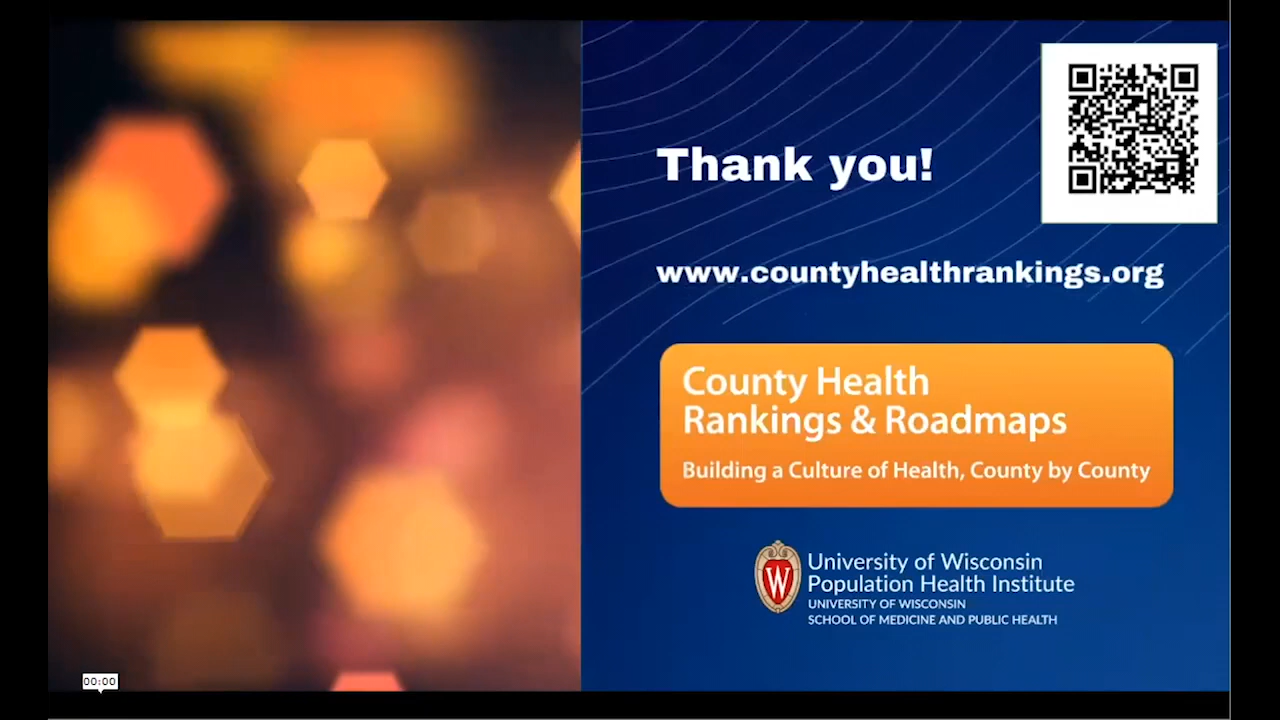 Thank you!
www.countyhealthrankings.org
County Health
Rankings & Roadmaps
Building a Culture of Health, County by County
W
University of Wisconsin
Population Health Institute
UNIVERSITY OF WISCONSIN
SCHOOL OF MEDICINE AND PUBLIC HEALTH
00:00